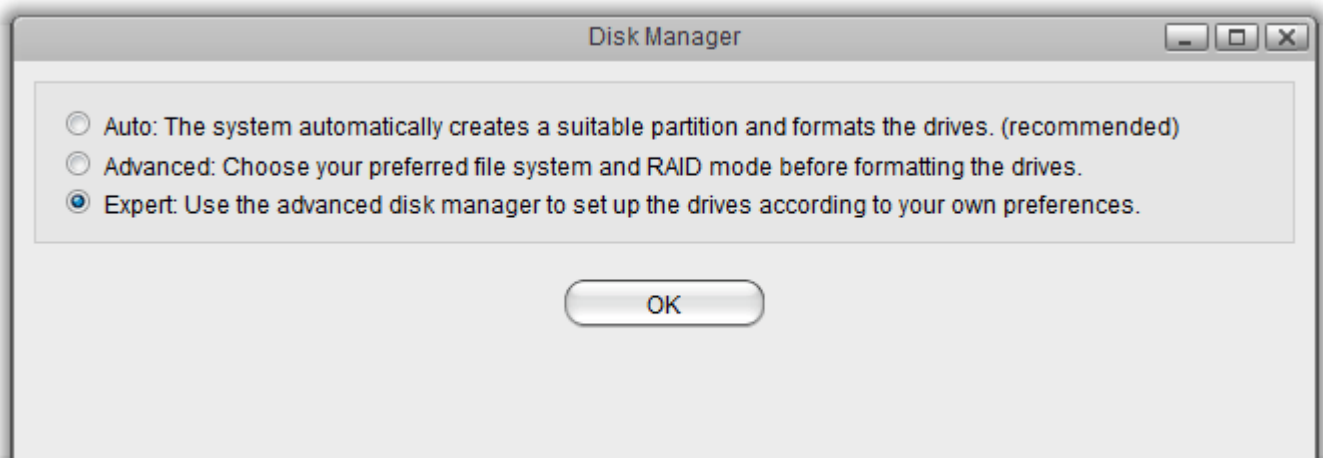 Disk Manager
Auto: The system automatically creates a suitable partition and formats the drives. (recommended)
Advanced: Choose your preferred file system and RAID mode before formatting the drives.
Expert: Use the advanced disk manager to set up the drives according to your own preferences.
OK